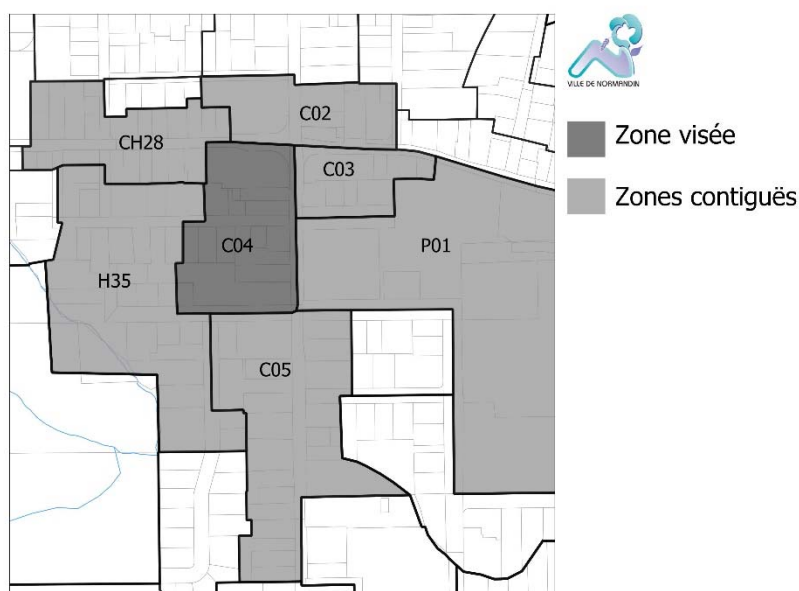 VILLE DE NORMANDIN
Zone visée
Zones contiguës
C02
CH28
C03
C04
P01
H35
C05